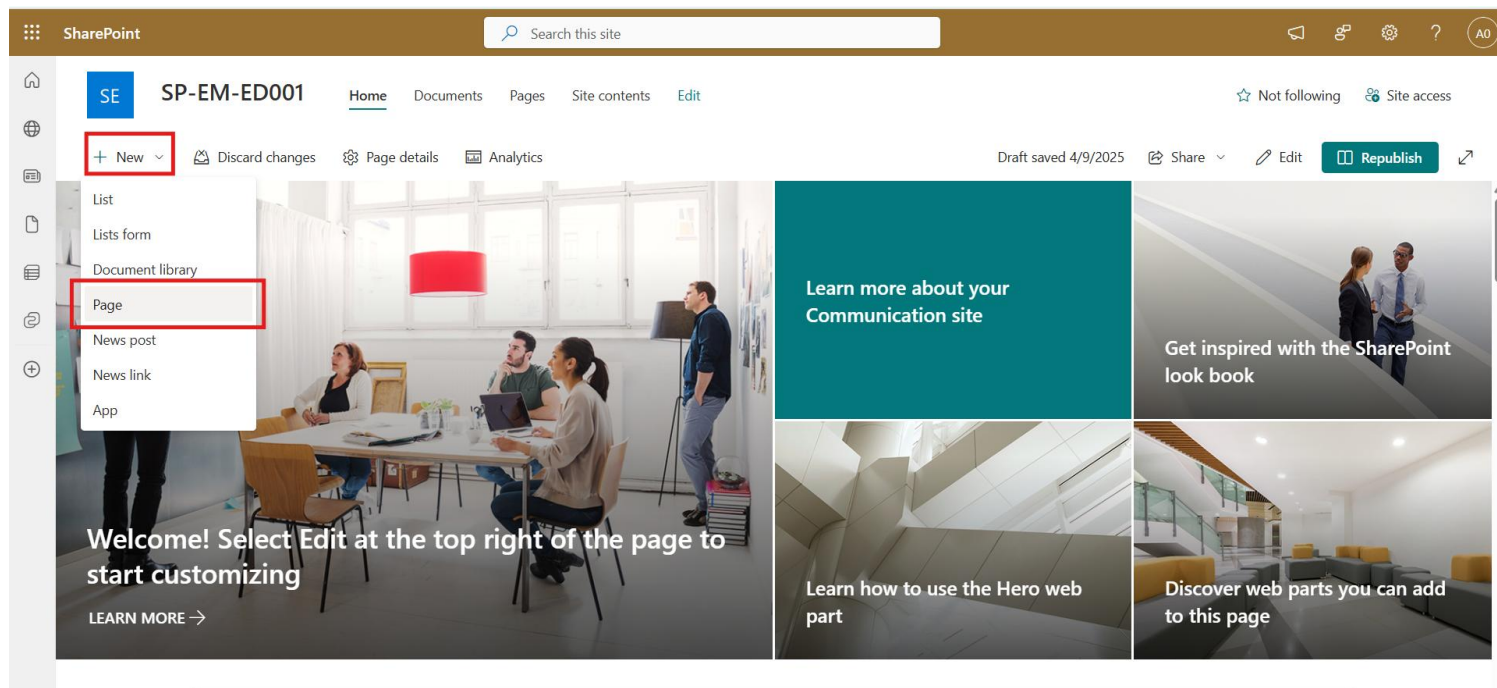 SharePoint
Search this site
?
A0
SE
SP-EM-ED001
Home
Documents
Pages
Site contents
Edit
Not following
Site access
New
Discard changes
Page details
Analytics
Draft saved 4/9/2025
Share
Edit
Republish
List
Lists form
Document library
Page
News post
News link
App
Welcome! Select Edit at the top right of the page to
start customizing
LEARN MORE →
Learn more about your
Communication site
Get inspired with the SharePoint
look book
Learn how to use the Hero web
part
Discover web parts you can add
to this page